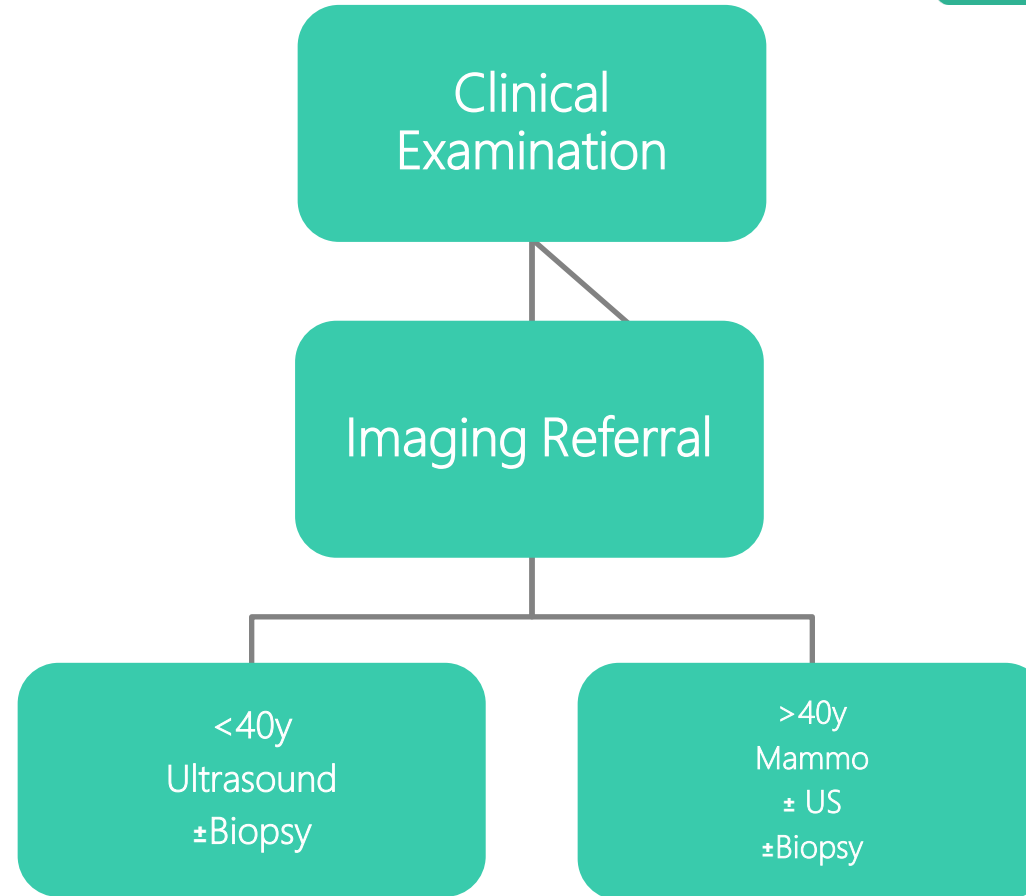 Clinical
Examination
Imaging Referral
<40y
Ultrasound
±Biopsy
>40y
Mammo
± US
±Biopsy